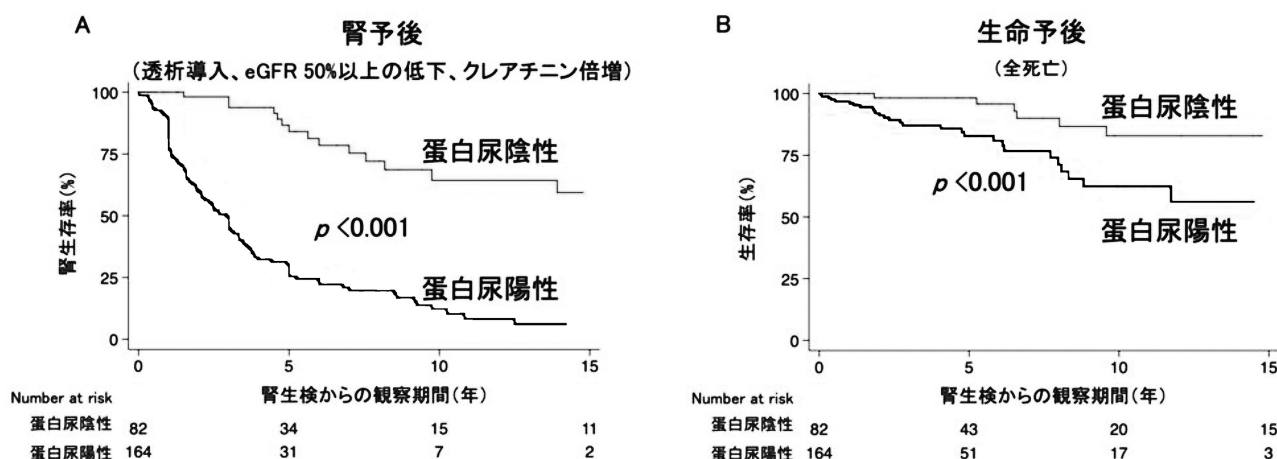 A
腎予後
(透析導入、eGFR 50%以上の低下、クレアチニン倍増)
腎生存率(%)
100
75
50
25
0
蛋白尿陰性
p <0.001
蛋白尿陽性
0 5 10 15
腎生検からの観察期間(年)
Number at risk
蛋白尿陰性 82 34 15 11
蛋白尿陽性 164 31 7 2
B
生命予後
(全死亡)
生存率(%)
100
75
50
25
0
蛋白尿陰性
p <0.001
蛋白尿陽性
0 5 10 15
腎生検からの観察期間(年)
Number at risk
蛋白尿陰性 82 43 20 15
蛋白尿陽性 164 51 17 3